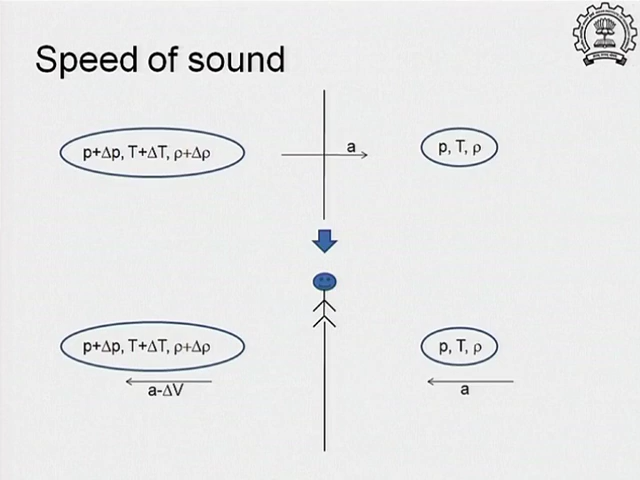 Speed of sound
p+Δp, T+ΔT, ρ+Δρ
a
p, T, ρ
p+Δp, T+ΔT, ρ+Δρ
p, T, ρ
a-ΔV
a